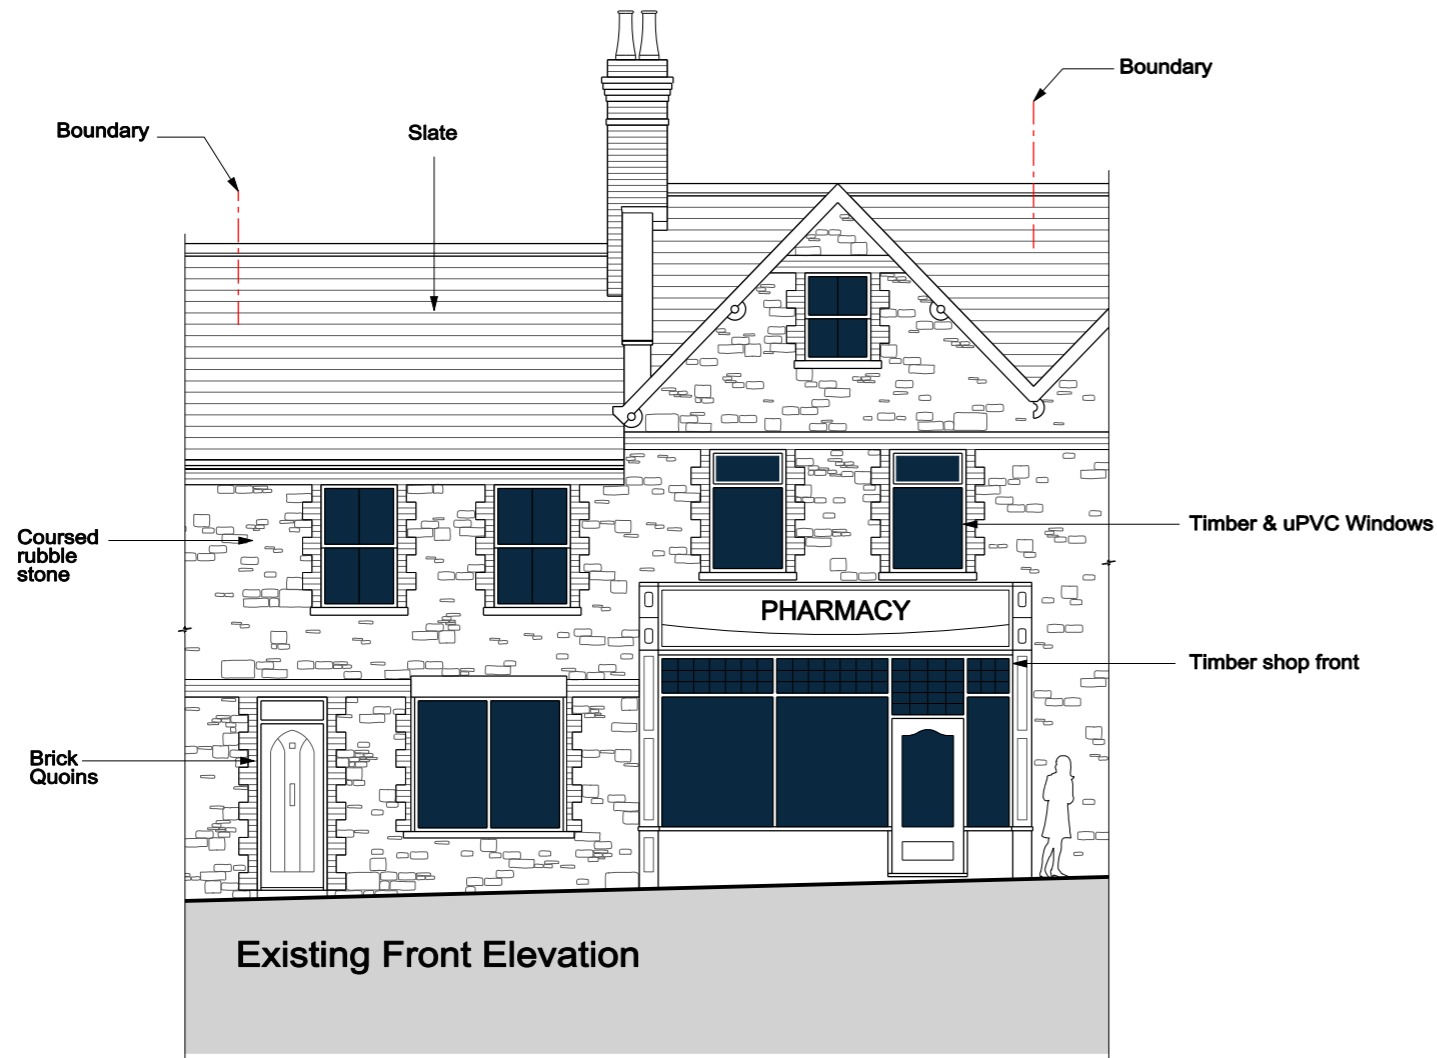 Boundary
Boundary
Slate
Coursed
rubble
stone
Timber & uPVC Windows
PHARMACY
Timber shop front
Brick
Quoins
Existing Front Elevation